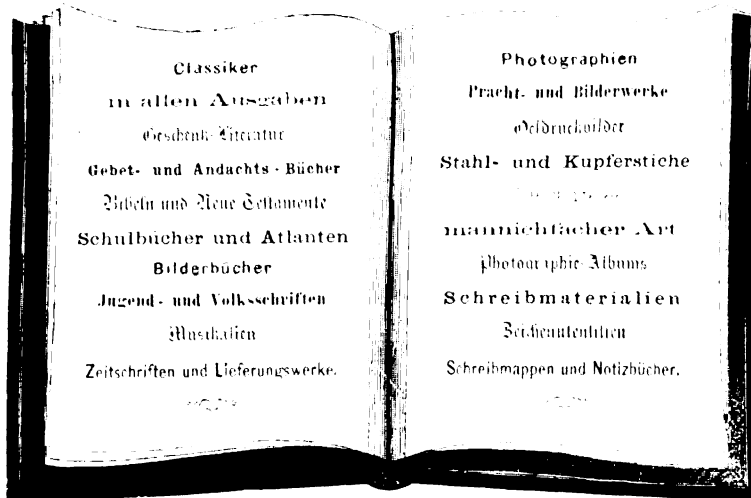 Classiker
in allen Ausgaben
Geschenk-Literatur
Gebet- und Andachts-Bücher
Bibeln und Neue Testamente
Schulbücher und Atlanten
Bilderbücher
Jugend- und Volksschriften
Musikalien
Zeitschriften und Lieferungswerke.
Photographien
Pracht- und Bilderwerke
Oeldruckbilder
Stahl- und Kupferstiche
mannichfacher Art
Photographie-Albums
Schreibmaterialien
Zeichenutensilien
Schreibmappen und Notizbücher.